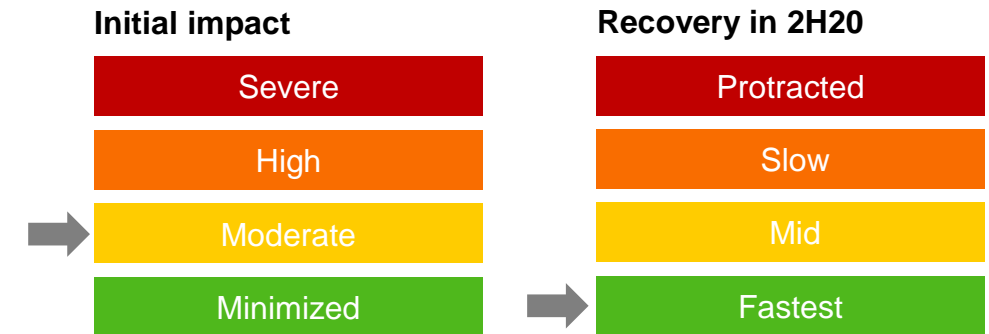 Initial impact
Severe
High
Moderate
Minimized
Recovery in 2H20
Protracted
Slow
Mid
Fastest